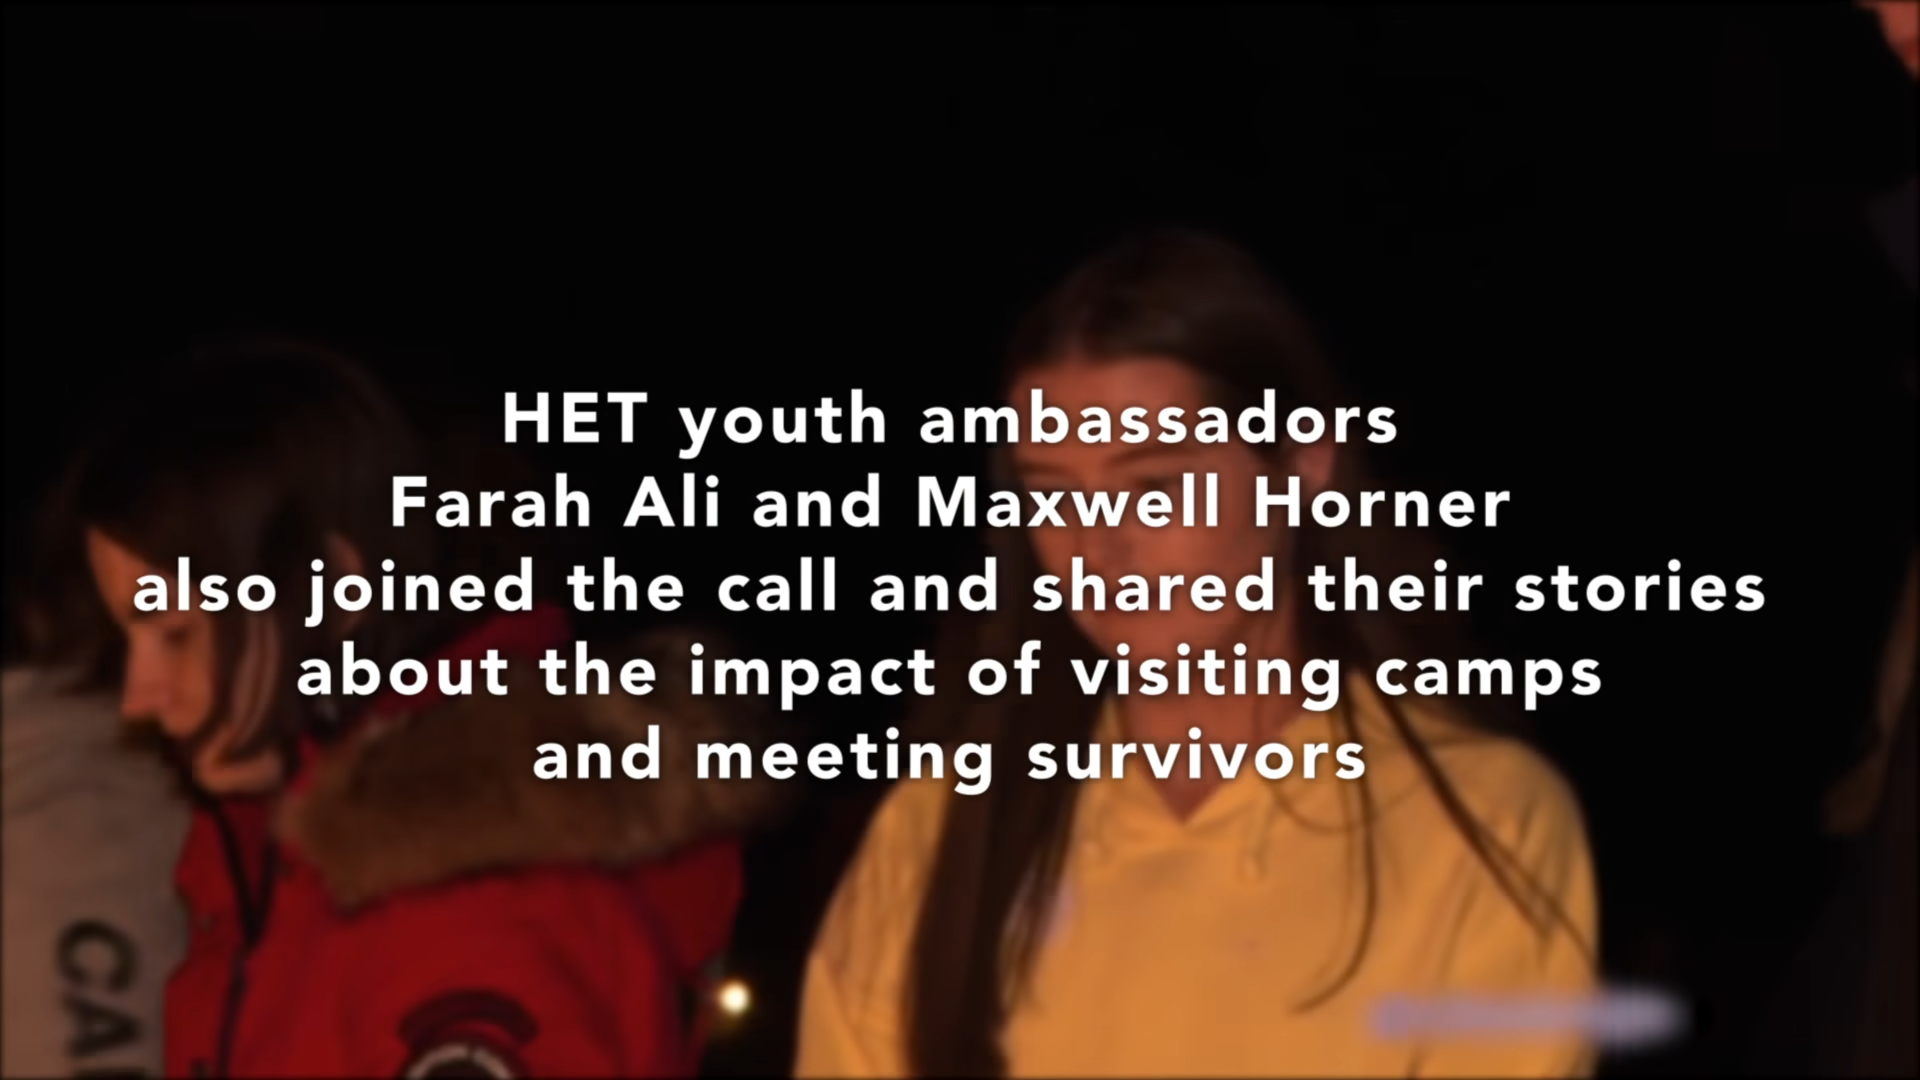 HET youth ambassadors
Farah Ali and Maxwell Horner
also joined the call and shared their stories
about the impact of visiting camps
and meeting survivors
CA